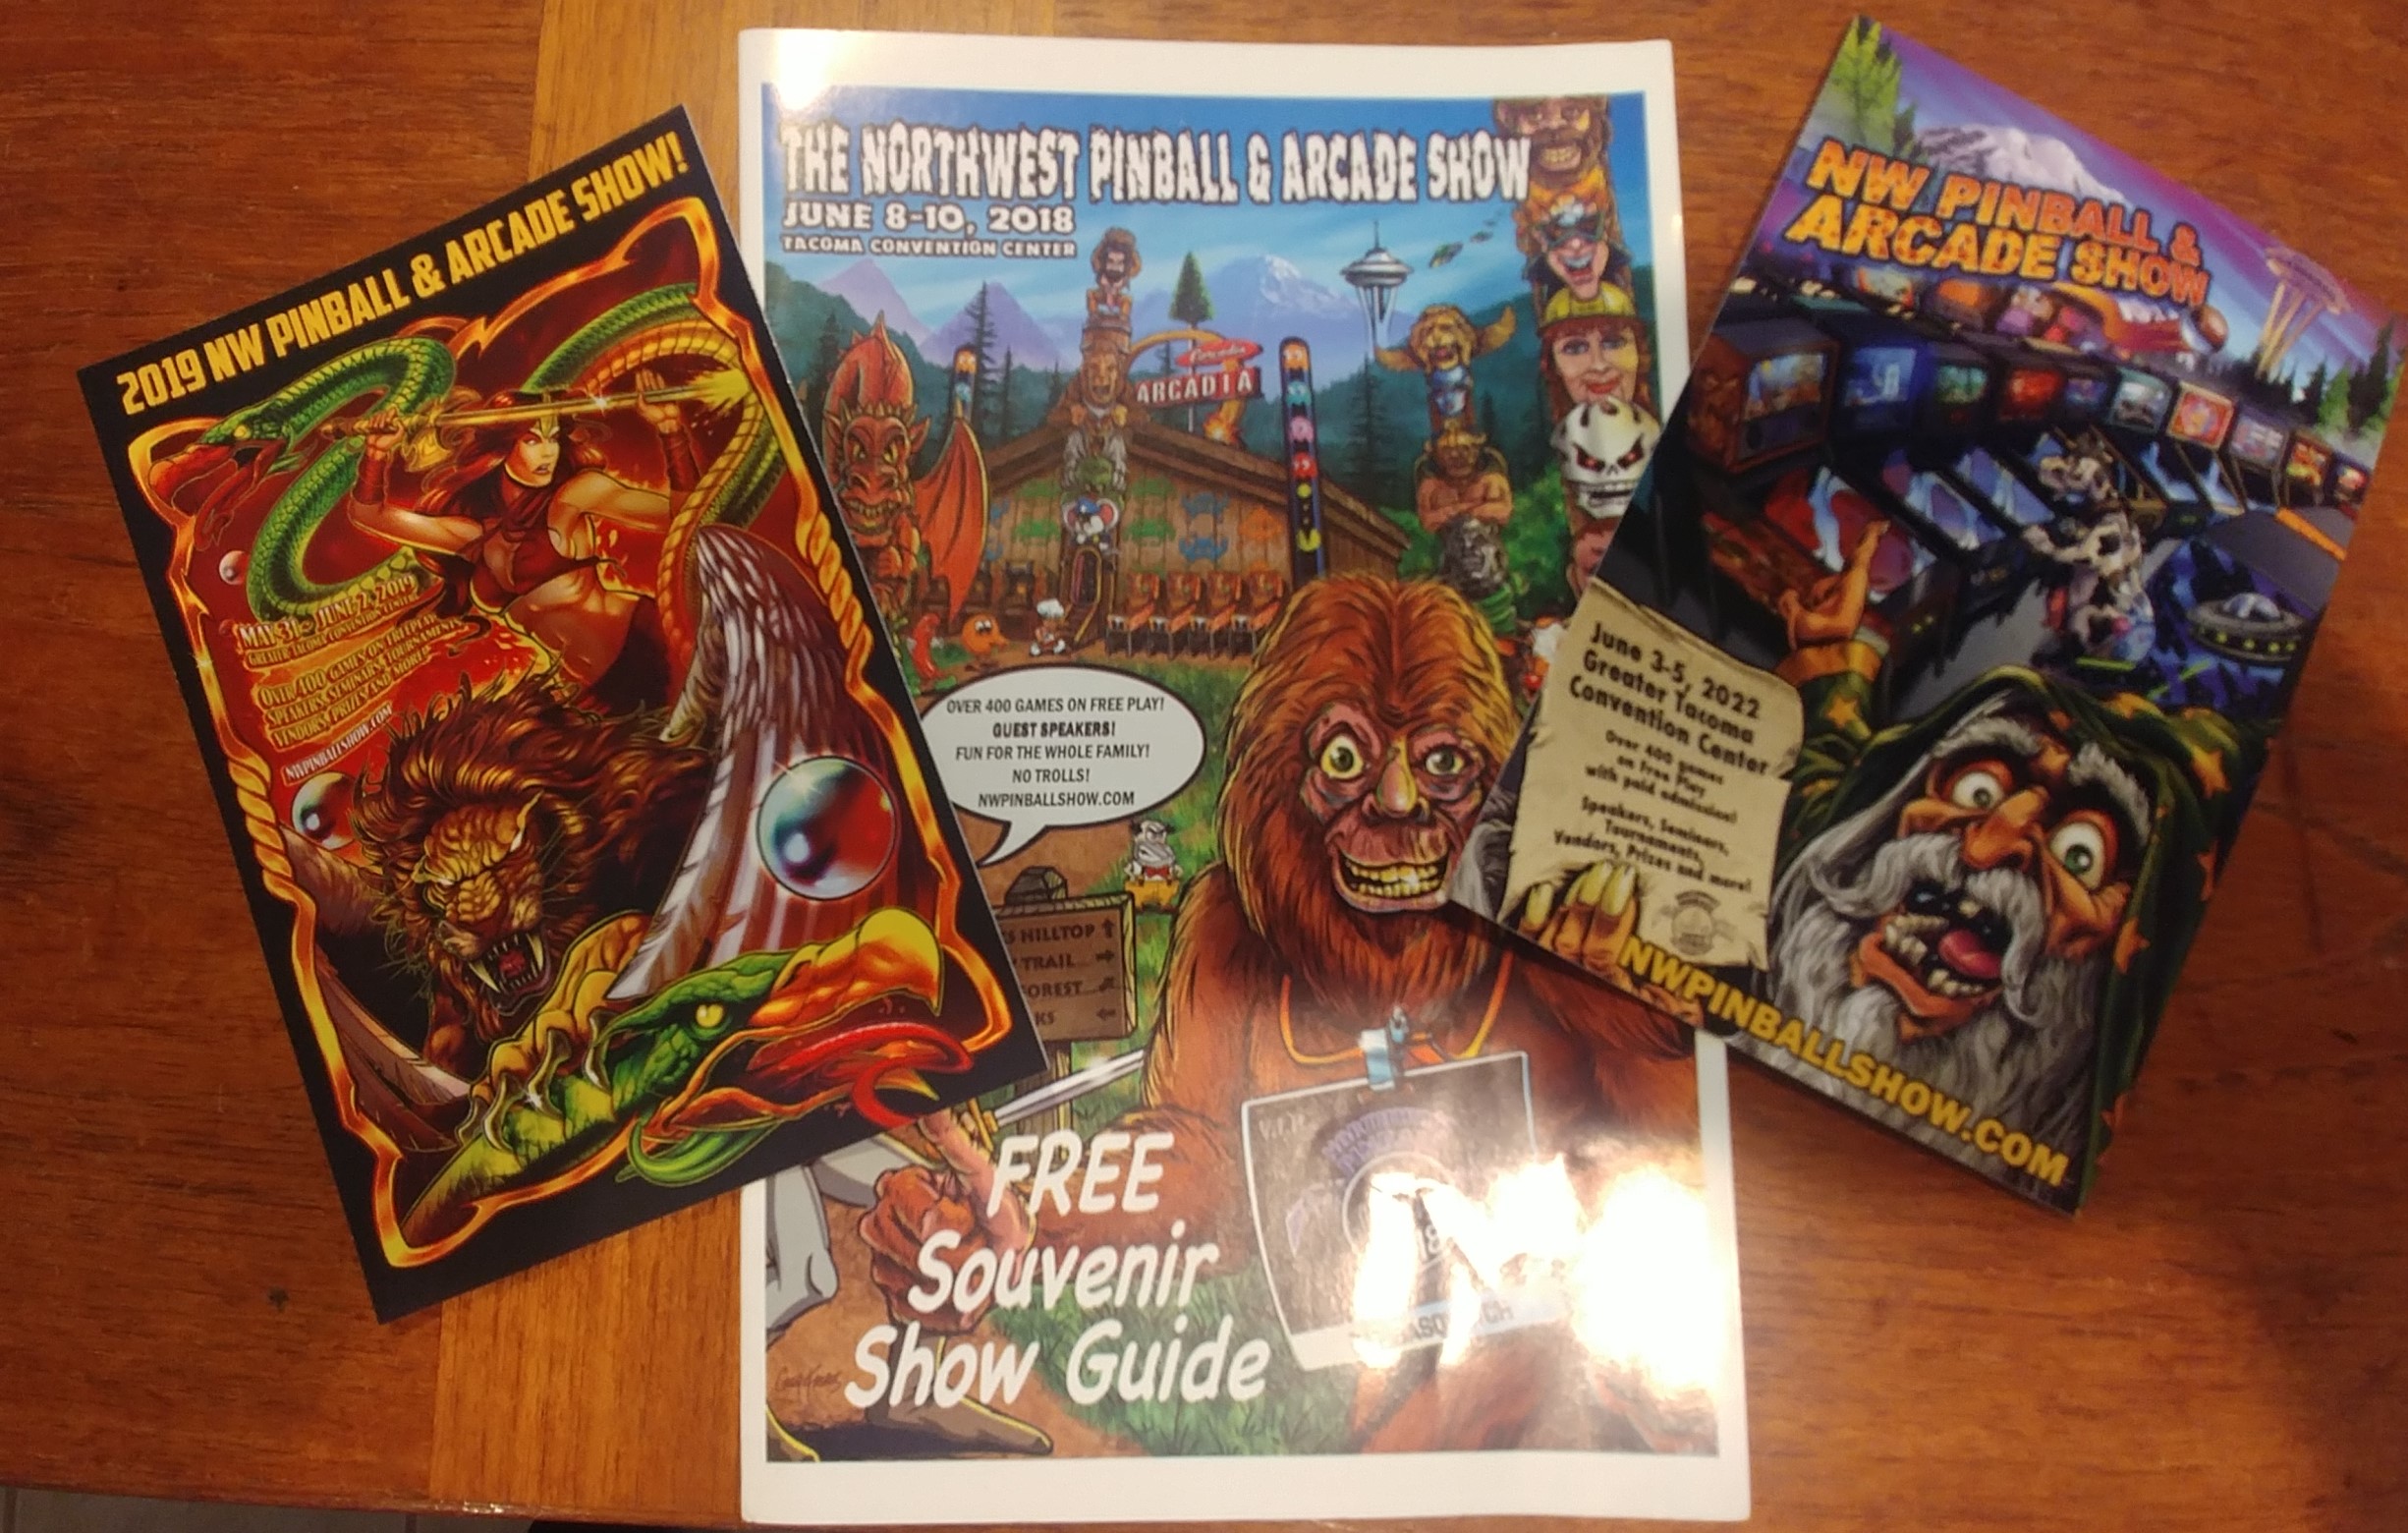 2019 NW PINBALL & ARCADE SHOW!
MAY 31 - JUNE 2, 2019
GREATER TACOMA CONVENTION CENTER
OVER 400 GAMES ON FREEPLAY
SPEAKERS, SEMINARS, TOURNAMENTS,
VENDORS, PRIZES AND MORE!
NWPINBALLSHOW.COM
THE NORTHWEST PINBALL & ARCADE SHOW
JUNE 8-10, 2018
TACOMA CONVENTION CENTER
Arcadia
ARCADIA
OVER 400 GAMES ON FREE PLAY!
GUEST SPEAKERS!
FUN FOR THE WHOLE FAMILY!
NO TROLLS!
NWPINBALLSHOW.COM
HILLTOP
TRAIL
V.I.P.
FREE
Souvenir
Show Guide
NW PINBALL &
ARCADE SHOW
June 3-5, 2022
Greater Tacoma
Convention Center
Over 400 games
on Free Play
with paid admission!
Speakers, Seminars,
Tournaments,
Vendors, Prizes and more!
NWPINBALLSHOW.COM